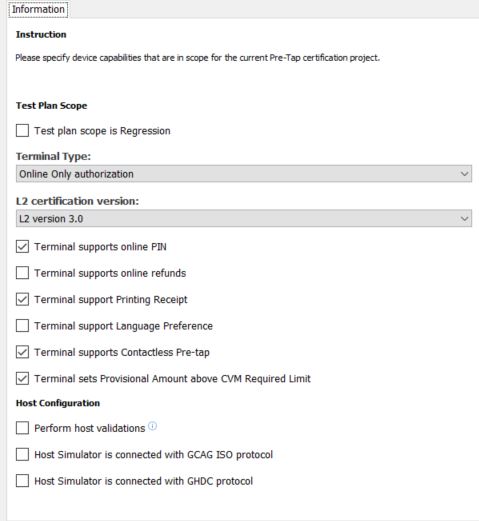 Information
Instruction
Please specify device capabilities that are in scope for the current Pre-Tap certification project.
Test Plan Scope
Test plan scope is Regression
Terminal Type:
Online Only authorization
L2 certification version:
L2 version 3.0
Terminal supports online PIN
Terminal supports online refunds
Terminal support Printing Receipt
Terminal support Language Preference
Terminal supports Contactless Pre-tap
Terminal sets Provisional Amount above CVM Required Limit
Host Configuration
Perform host validations
Host Simulator is connected with GCAG ISO protocol
Host Simulator is connected with GHDC protocol